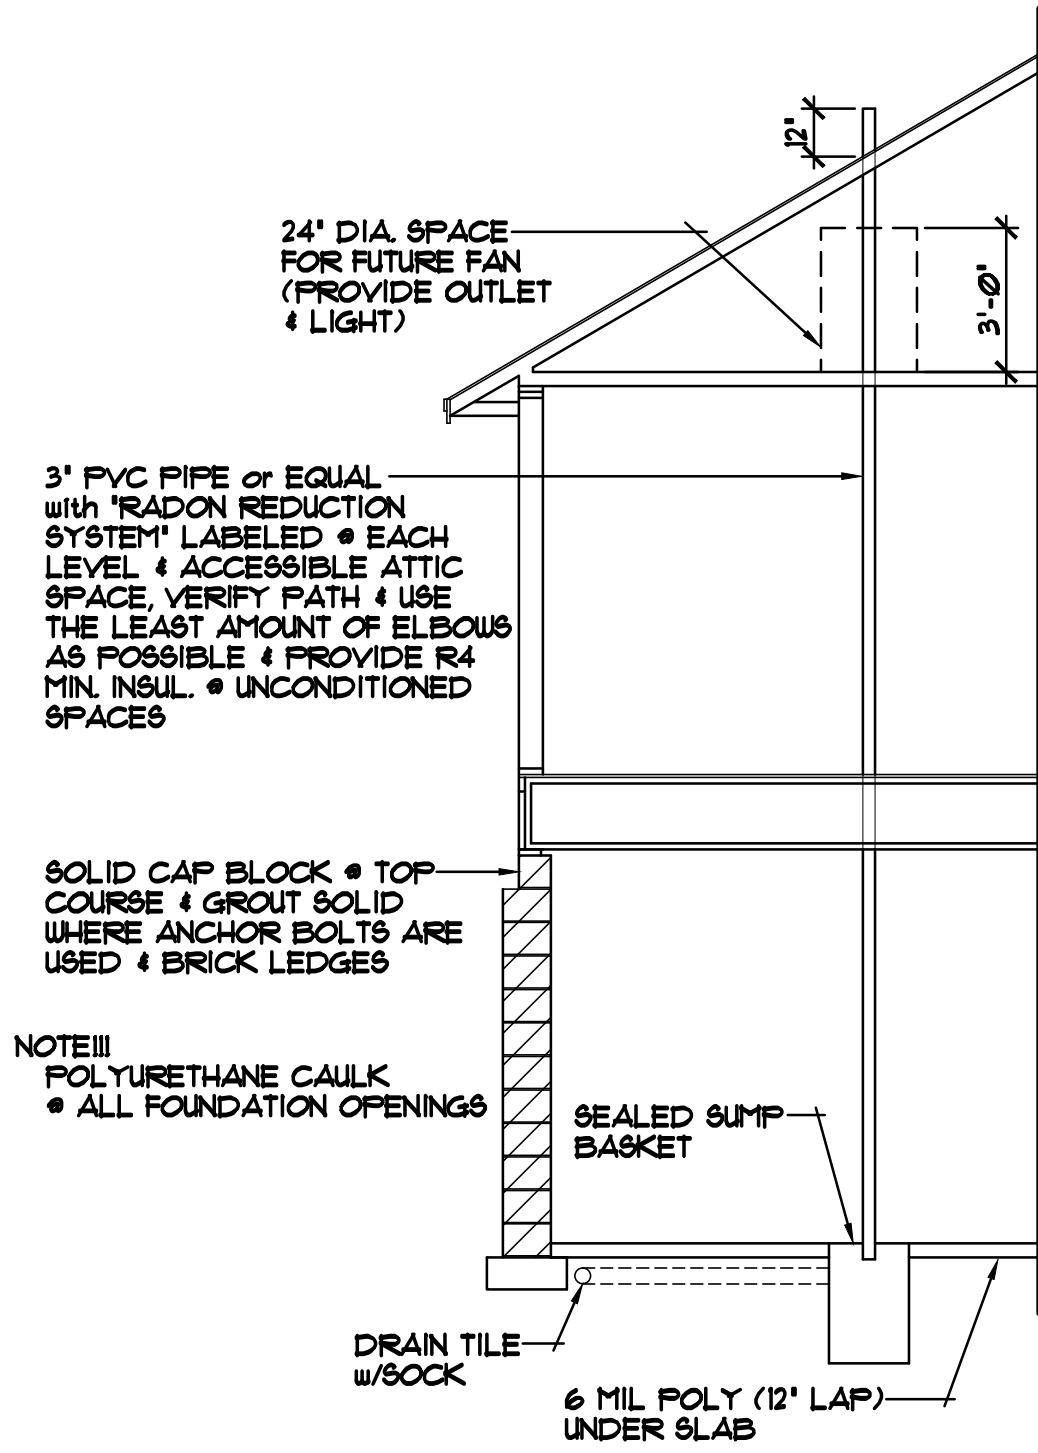 12"
24" DIA. SPACE
FOR FUTURE FAN
(PROVIDE OUTLET
& LIGHT)
3'-0"
3" PVC PIPE or EQUAL
with "RADON REDUCTION
SYSTEM" LABELED @ EACH
LEVEL & ACCESSIBLE ATTIC
SPACE, VERIFY PATH & USE
THE LEAST AMOUNT OF ELBOWS
AS POSSIBLE & PROVIDE R4
MIN. INSUL. @ UNCONDITIONED
SPACES
SOLID CAP BLOCK @ TOP
COURSE & GROUT SOLID
WHERE ANCHOR BOLTS ARE
USED & BRICK LEDGES
NOTE!!!
POLYURETHANE CAULK
@ ALL FOUNDATION OPENINGS
SEALED SUMP
BASKET
DRAIN TILE
w/SOCK
6 MIL POLY (12" LAP)
UNDER SLAB